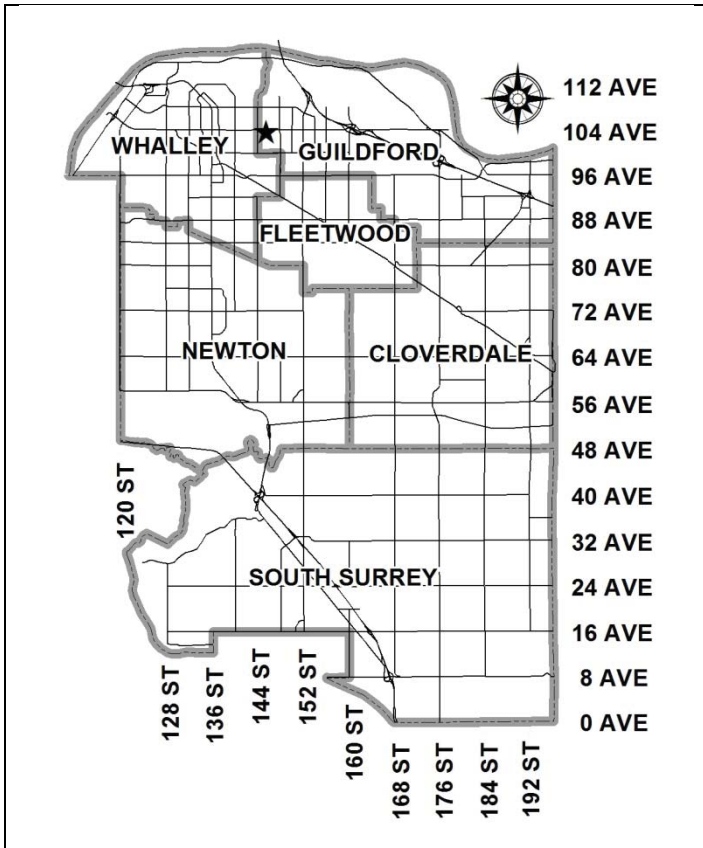 112 AVE
104 AVE
WHALLEY
GUILDFORD
96 AVE
88 AVE
FLEETWOOD
80 AVE
72 AVE
NEWTON
CLOVERDALE
64 AVE
56 AVE
48 AVE
120 ST
40 AVE
32 AVE
SOUTH SURREY
24 AVE
16 AVE
128 ST
136 ST
144 ST
152 ST
160 ST
8 AVE
0 AVE
168 ST
176 ST
184 ST
192 ST